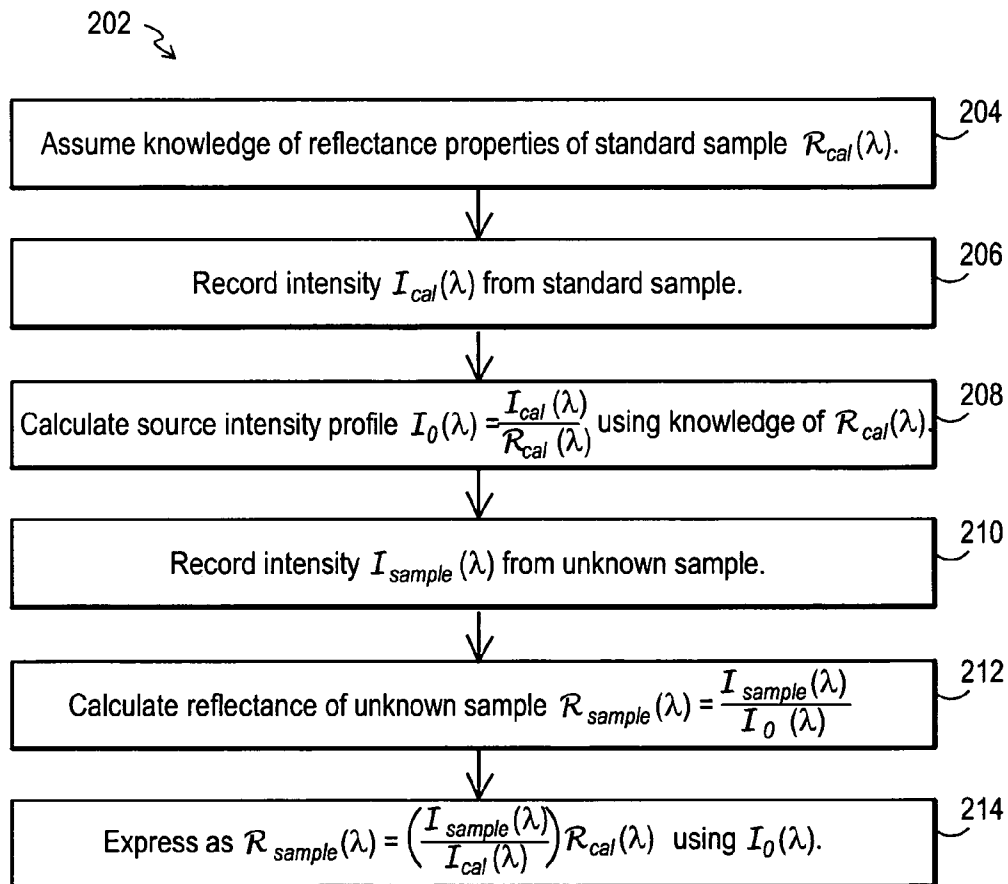 202
204
Assume knowledge of reflectance properties of standard sample ℛcal(λ).
206
Record intensity Ical(λ) from standard sample.
208
Calculate source intensity profile I0(λ) = Ical(λ) / ℛcal(λ) using knowledge of ℛcal(λ).
210
Record intensity Isample(λ) from unknown sample.
212
Calculate reflectance of unknown sample ℛsample(λ) = Isample(λ) / I0(λ)
214
Express as ℛsample(λ) = (Isample(λ) / Ical(λ)) ℛcal(λ) using I0(λ).